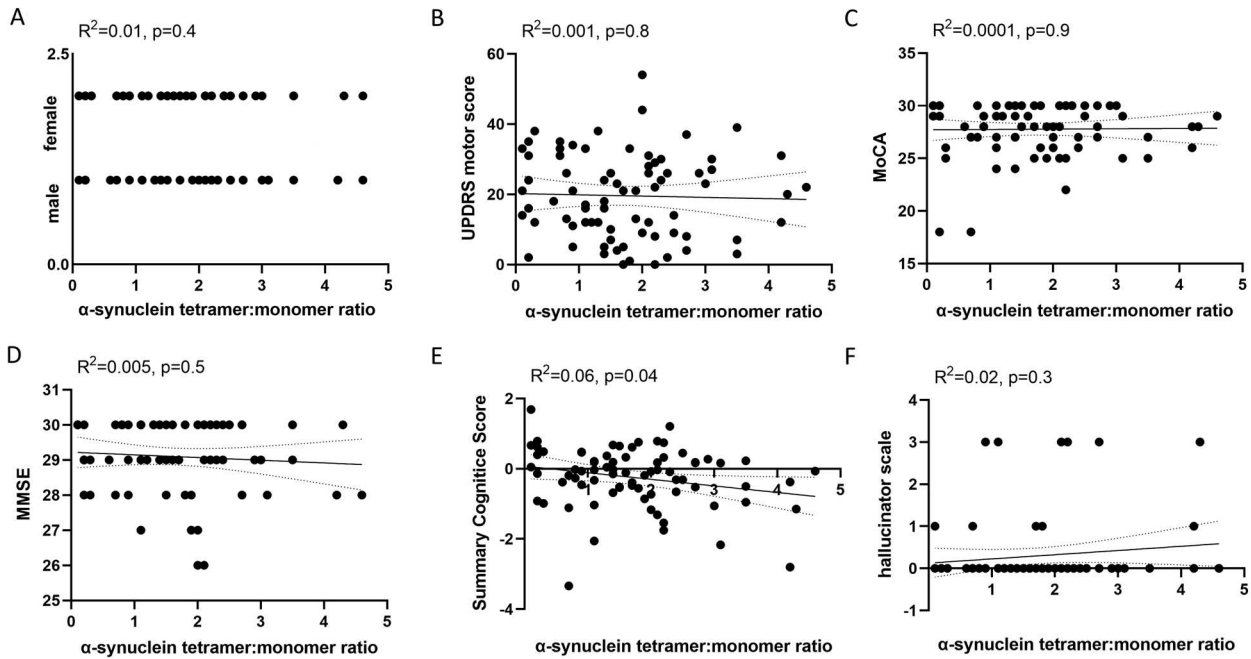 A
R²=0.01, p=0.4
2.5
female
male
0.0
0 1 2 3 4 5
α-synuclein tetramer:monomer ratio
B
R²=0.001, p=0.8
UPDRS motor score
60
40
20
0
0 1 2 3 4 5
α-synuclein tetramer:monomer ratio
C
R²=0.0001, p=0.9
MoCA
35
30
25
20
15
0 1 2 3 4 5
α-synuclein tetramer:monomer ratio
D
R²=0.005, p=0.5
MMSE
31
30
29
28
27
26
25
0 1 2 3 4 5
α-synuclein tetramer:monomer ratio
E
R²=0.06, p=0.04
Summary Cognitice Score
2
0
-2
-4
1 2 3 4 5
α-synuclein tetramer:monomer ratio
F
R²=0.02, p=0.3
hallucinator scale
4
3
2
1
0
-1
1 2 3 4 5
α-synuclein tetramer:monomer ratio